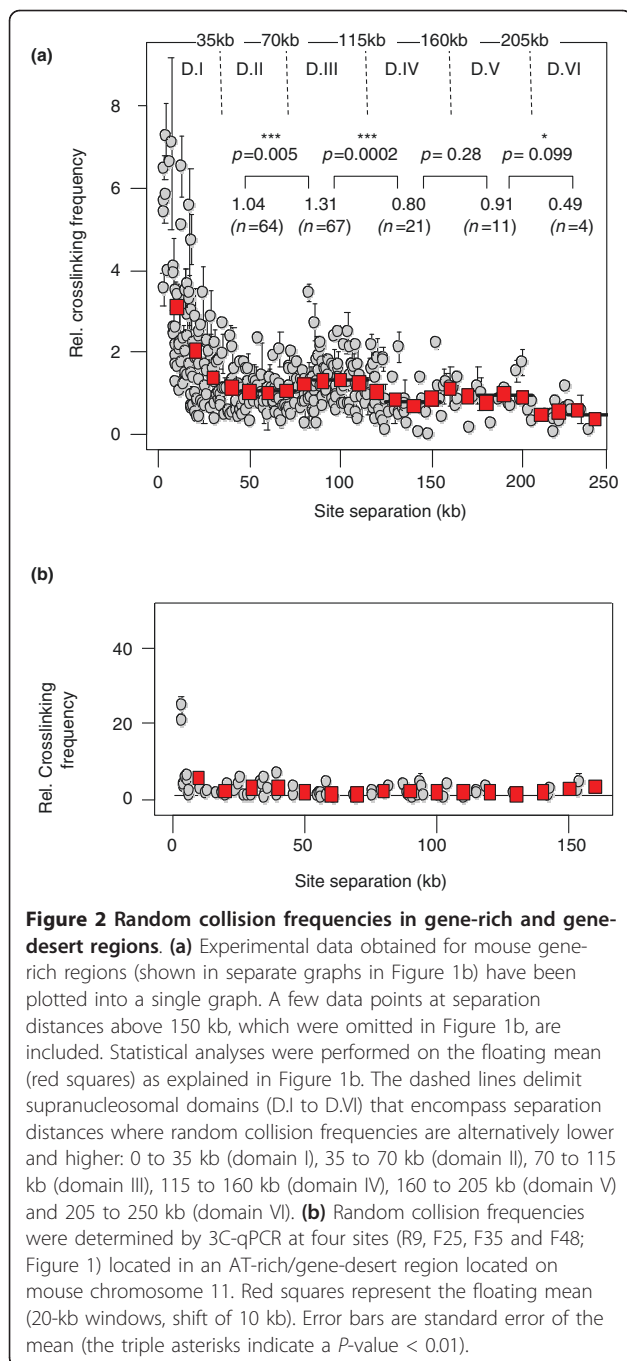 (a)
35kb 70kb 115kb 160kb 205kb
D.I D.II D.III D.IV D.V D.VI
*** *** *
p=0.005 p=0.0002 p = 0.28 p= 0.099
1.04 1.31 0.80 0.91 0.49
(n=64) (n=67) (n=21) (n=11) (n=4)
Rel. crosslinking frequency
8
6
4
2
0
0 50 100 150 200 250
Site separation (kb)
(b)
Rel. Crosslinking
frequency
40
20
0
0 50 100 150
Site separation (kb)
Figure 2 Random collision frequencies in gene-rich and gene-
desert regions. (a) Experimental data obtained for mouse gene-
rich regions (shown in separate graphs in Figure 1b) have been
plotted into a single graph. A few data points at separation
distances above 150 kb, which were omitted in Figure 1b, are
included. Statistical analyses were performed on the floating mean
(red squares) as explained in Figure 1b. The dashed lines delimit
supranucleosomal domains (D.I to D.VI) that encompass separation
distances where random collision frequencies are alternatively lower
and higher: 0 to 35 kb (domain I), 35 to 70 kb (domain II), 70 to 115
kb (domain III), 115 to 160 kb (domain IV), 160 to 205 kb (domain V)
and 205 to 250 kb (domain VI). (b) Random collision frequencies
were determined by 3C-qPCR at four sites (R9, F25, F35 and F48;
Figure 1) located in an AT-rich/gene-desert region located on
mouse chromosome 11. Red squares represent the floating mean
(20-kb windows, shift of 10 kb). Error bars are standard error of the
mean (the triple asterisks indicate a P-value < 0.01).